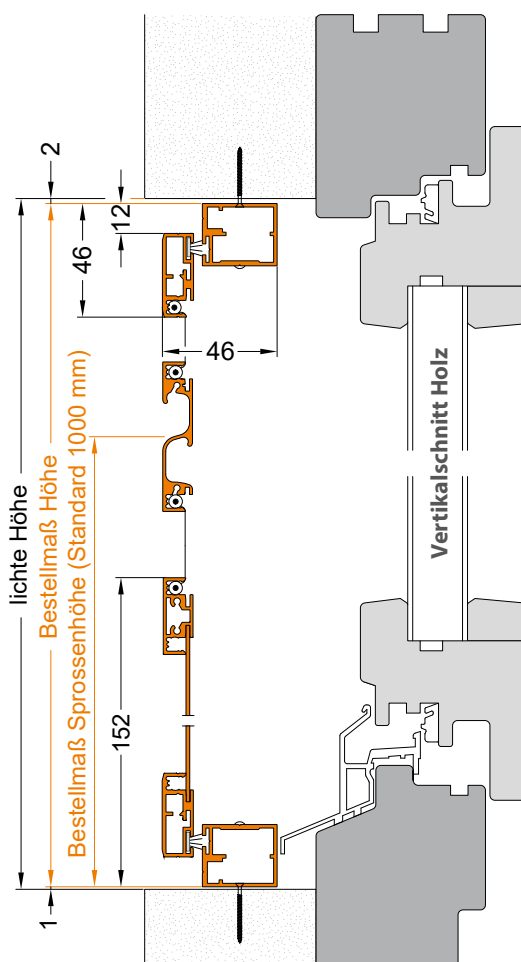 2
12
46
46
lichte Höhe
Bestellmaß Höhe
Bestellmaß Sprossenhöhe (Standard 1000 mm)
Vertikalschnitt Holz
152
1